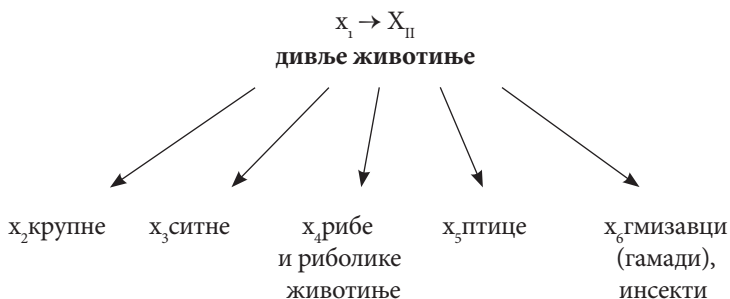 x₁ → X_II
дивље животиње
x₂крупне x₃ситне x₄рибе x₅птице x₆гмизавци
и риболике (гамади),
животиње инсекти